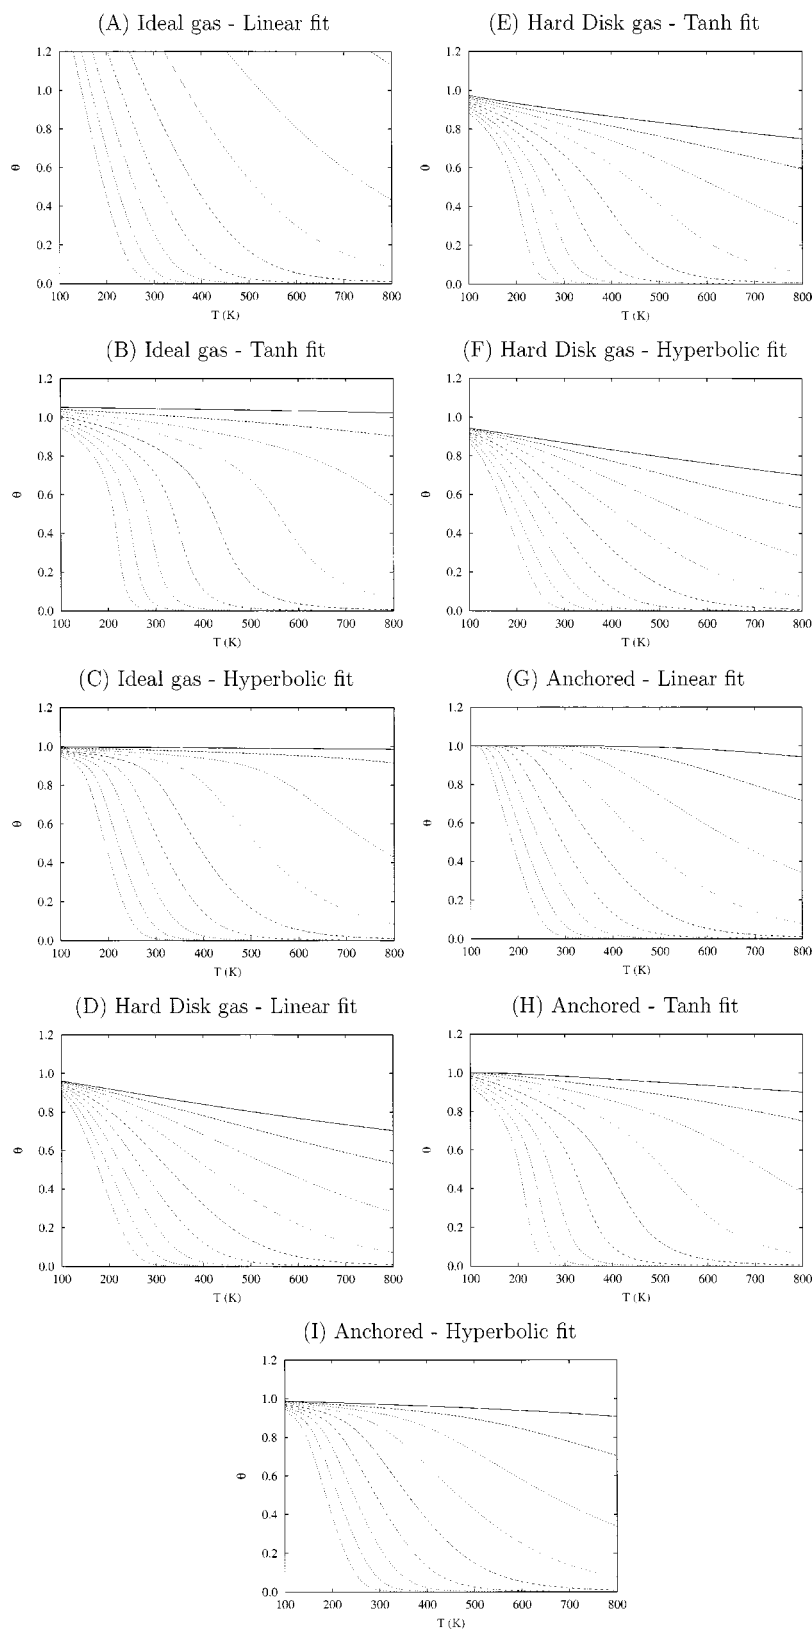 (A) Ideal gas - Linear fit
1.2
1.0
0.8
0.6
0.4
0.2
0.0
θ
100 200 300 400 500 600 700 800
T (K)
(E) Hard Disk gas - Tanh fit
1.2
1.0
0.8
0.6
0.4
0.2
0.0
θ
100 200 300 400 500 600 700 800
T (K)
(B) Ideal gas - Tanh fit
1.2
1.0
0.8
0.6
0.4
0.2
0.0
θ
100 200 300 400 500 600 700 800
T (K)
(F) Hard Disk gas - Hyperbolic fit
1.2
1.0
0.8
0.6
0.4
0.2
0.0
θ
100 200 300 400 500 600 700 800
T (K)
(C) Ideal gas - Hyperbolic fit
1.2
1.0
0.8
0.6
0.4
0.2
0.0
θ
100 200 300 400 500 600 700 800
T (K)
(G) Anchored - Linear fit
1.2
1.0
0.8
0.6
0.4
0.2
0.0
θ
100 200 300 400 500 600 700 800
T (K)
(D) Hard Disk gas - Linear fit
1.2
1.0
0.8
0.6
0.4
0.2
0.0
θ
100 200 300 400 500 600 700 800
T (K)
(H) Anchored - Tanh fit
1.2
1.0
0.8
0.6
0.4
0.2
0.0
θ
100 200 300 400 500 600 700 800
T (K)
(I) Anchored - Hyperbolic fit
1.2
1.0
0.8
0.6
0.4
0.2
0.0
θ
100 200 300 400 500 600 700 800
T (K)